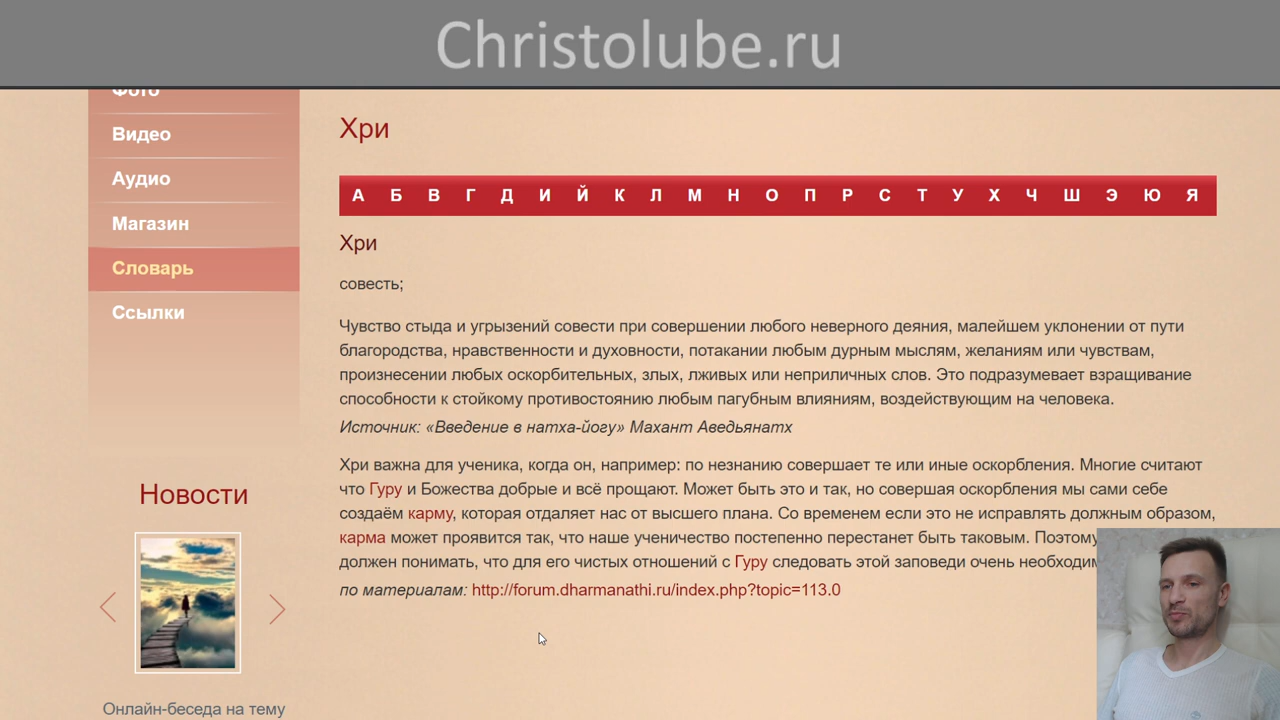 Christolube.ru
Фото
Видео
Аудио
Магазин
Словарь
Ссылки
Новости
Онлайн-беседа на тему
Хри
А Б В Г Д И Й К Л М Н О П Р С Т У Х Ч Ш Э Ю Я
Хри
совесть;
Чувство стыда и угрызений совести при совершении любого неверного деяния, малейшем уклонении от пути
благородства, нравственности и духовности, потакании любым дурным мыслям, желаниям или чувствам,
произнесении любых оскорбительных, злых, лживых или неприличных слов. Это подразумевает взращивание
способности к стойкому противостоянию любым пагубным влияниям, воздействующим на человека.
Источник: «Введение в натха-йогу» Махант Аведьянатх
Хри важна для ученика, когда он, например: по незнанию совершает те или иные оскорбления. Многие считают
что Гуру и Божества добрые и всё прощают. Может быть это и так, но совершая оскорбления мы сами себе
создаём карму, которая отдаляет нас от высшего плана. Со временем если это не исправлять должным образом,
карма может проявится так, что наше ученичество постепенно перестанет быть таковым. Поэтому
должен понимать, что для его чистых отношений с Гуру следовать этой заповеди очень необходим
по материалам: http://forum.dharmanathi.ru/index.php?topic=113.0